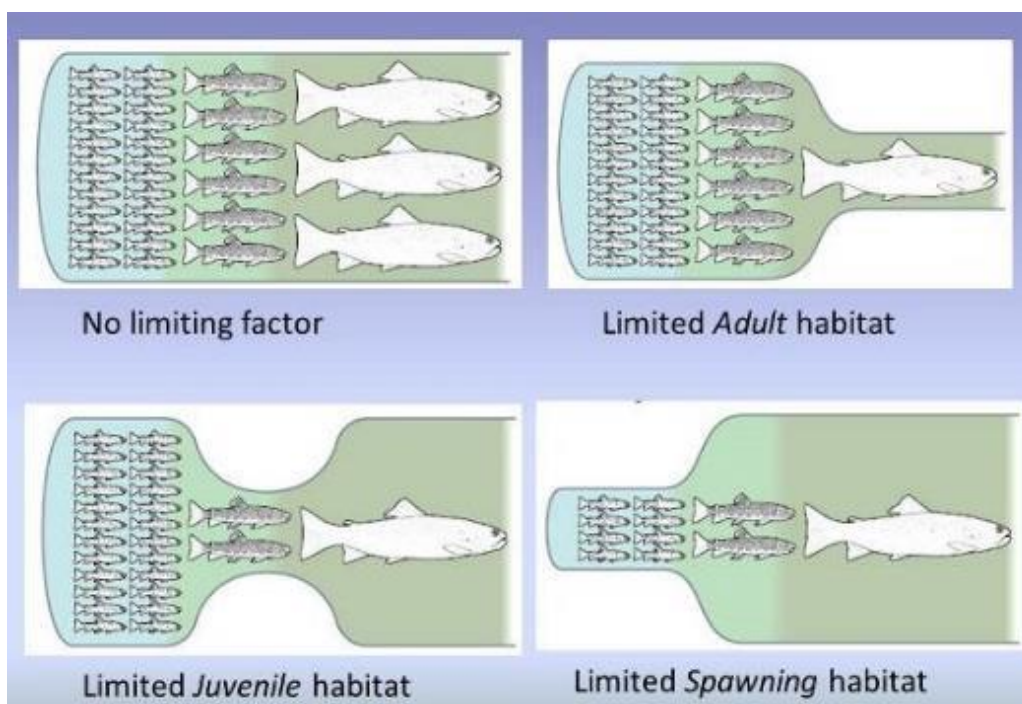 No limiting factor
Limited Adult habitat
Limited Juvenile habitat
Limited Spawning habitat